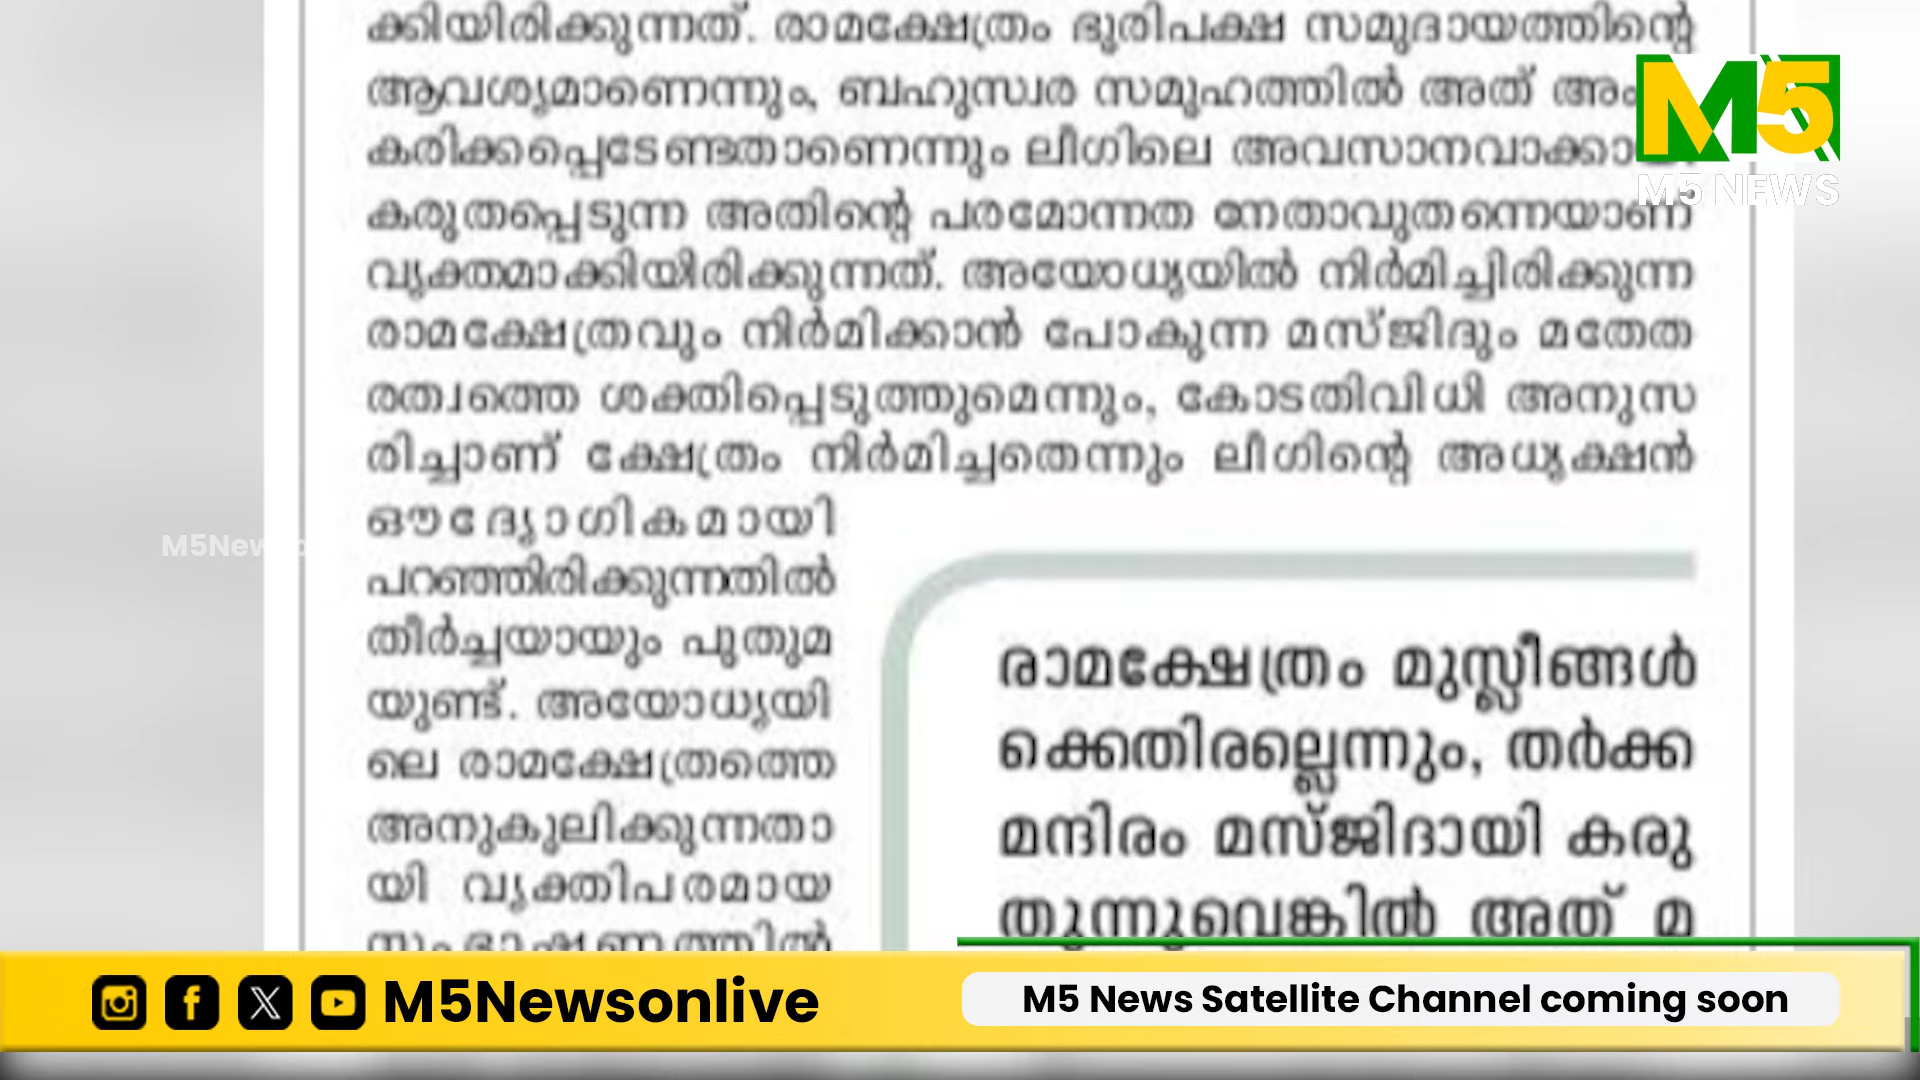 ക്കിയിരിക്കുന്നത്. രാമക്ഷേത്രം ഭൂരിപക്ഷ സമുദായത്തിന്റെ
ആവശ്യമാണെന്നും, ബഹുസ്വര സമൂഹത്തിൽ അത് അം
കരിക്കപ്പെടേണ്ടതാണെന്നും ലീഗിലെ അവസാനവാക്കാ
കരുതപ്പെടുന്ന അതിന്റെ പരമോന്നത നേതാവുതന്നെയാണ്
വ്യക്തമാക്കിയിരിക്കുന്നത്. അയോധ്യയിൽ നിർമിച്ചിരിക്കുന്ന
രാമക്ഷേത്രവും നിർമിക്കാൻ പോകുന്ന മസ്ജിദും മതേത
രത്വത്തെ ശക്തിപ്പെടുത്തുമെന്നും, കോടതിവിധി അനുസ
രിച്ചാണ് ക്ഷേത്രം നിർമിച്ചതെന്നും ലീഗിന്റെ അധ്യക്ഷൻ
ഔദ്യോഗികമായി
പറഞ്ഞിരിക്കുന്നതിൽ
തീർച്ചയായും പുതുമ
യുണ്ട്. അയോധ്യയി
ലെ രാമക്ഷേത്രത്തെ
അനുകൂലിക്കുന്നതാ
യി വ്യക്തിപരമായ
സംഭാഷണത്തിൽ
രാമക്ഷേത്രം മുസ്ലീങ്ങൾ
ക്കെതിരല്ലെന്നും, തർക്ക
മന്ദിരം മസ്ജിദായി കരു
തുന്നുവെങ്കിൽ അത് മ
M5
M5 NEWS
M5Newso
M5Newsonlive
M5 News Satellite Channel coming soon